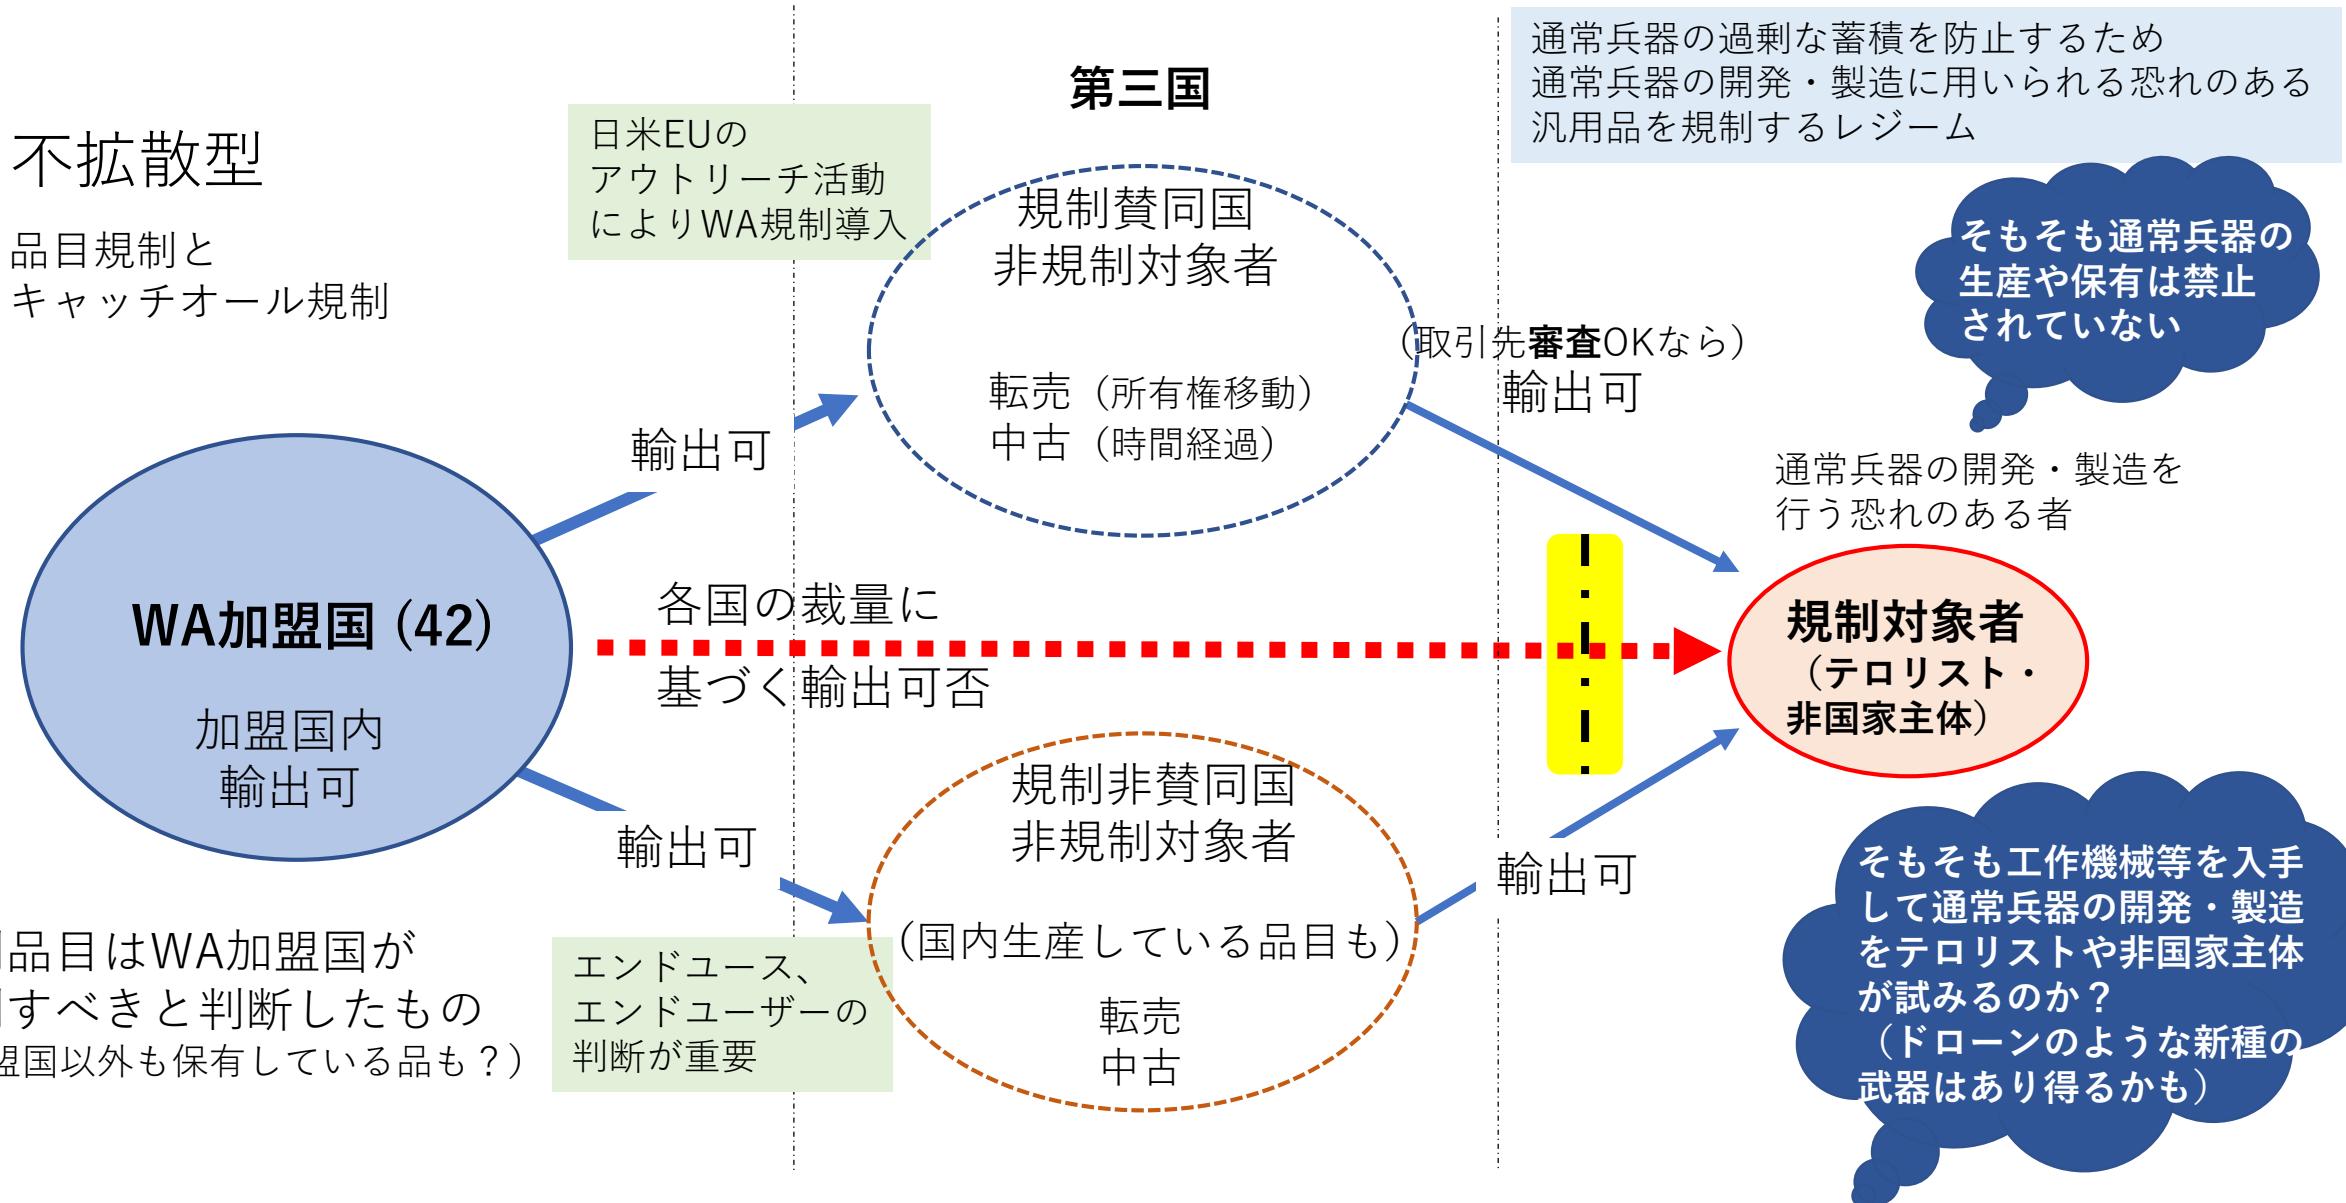 不拡散型
品目規制と
キャッチオール規制
日米EUの
アウトリーチ活動
によりWA規制導入
第三国
通常兵器の過剰な蓄積を防止するため
通常兵器の開発・製造に用いられる恐れのある
汎用品を規制するレジーム
規制賛同国
非規制対象者
転売（所有権移動）
中古（時間経過）
そもそも通常兵器の
生産や保有は禁止
されていない
（取引先審査OKなら）
輸出可
輸出可
通常兵器の開発・製造を
行う恐れのある者
WA加盟国 (42)
加盟国内
輸出可
各国の裁量に
基づく輸出可否
規制対象者
（テロリスト・
非国家主体）
輸出可
規制非賛同国
非規制対象者
（国内生産している品目も）
転売
中古
輸出可
品目はWA加盟国が
すべきと判断したもの
盟国以外も保有している品も？）
エンドユース、
エンドユーザーの
判断が重要
そもそも工作機械等を入手
して通常兵器の開発・製造
をテロリストや非国家主体
が試みるのか？
（ドローンのような新種の
武器はあり得るかも）